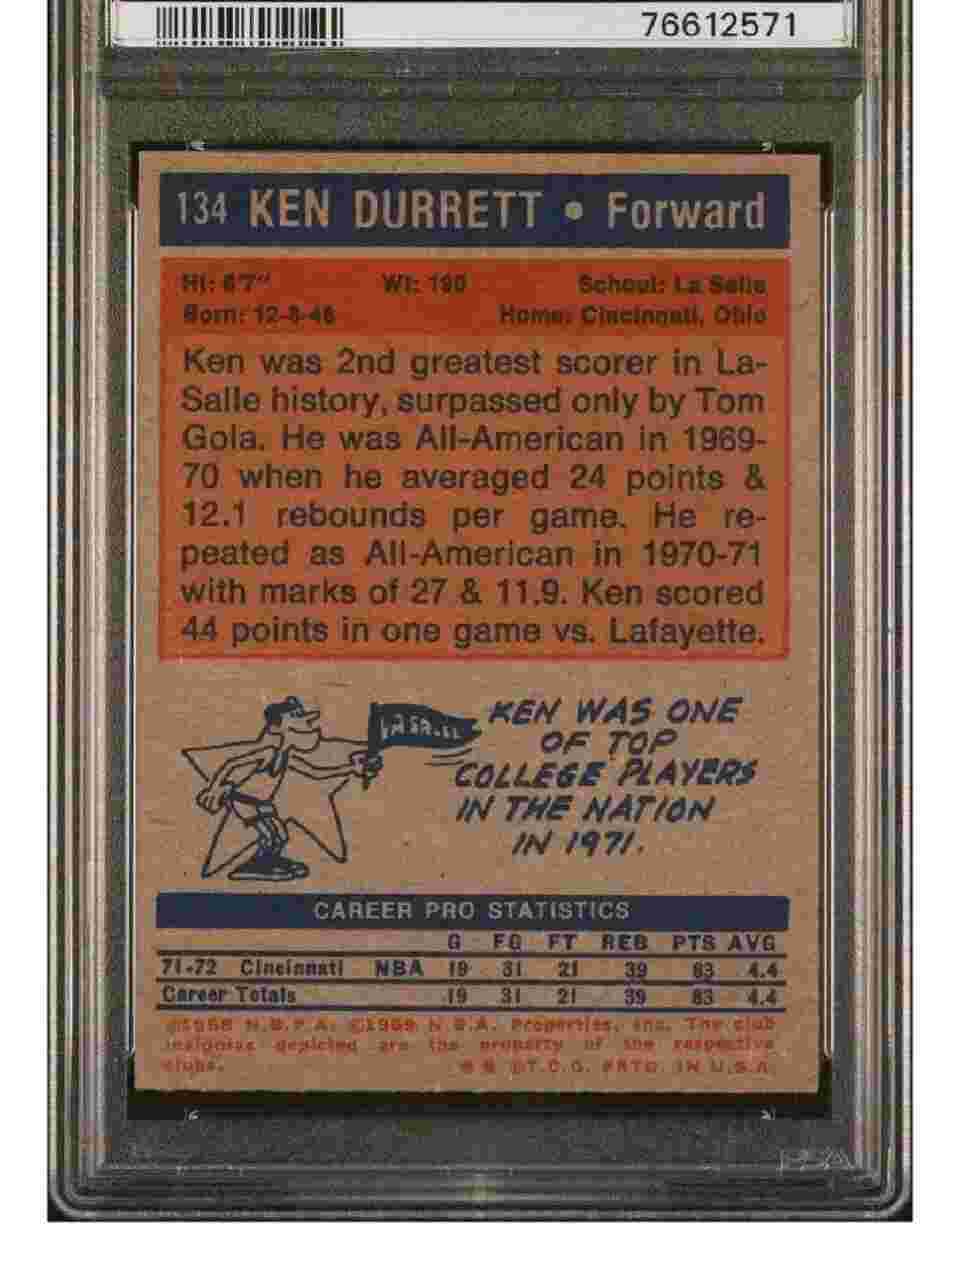 76612571
134 KEN DURRETT • Forward
Ht: 6'7" Wt: 190 School: La Salle
Born: 12-8-48 Home: Cincinnati, Ohio
Ken was 2nd greatest scorer in La-
Salle history, surpassed only by Tom
Gola. He was All-American in 1969-
70 when he averaged 24 points &
12.1 rebounds per game. He re-
peated as All-American in 1970-71
with marks of 27 & 11.9. Ken scored
44 points in one game vs. Lafayette.
LA SALLE
KEN WAS ONE
OF TOP
COLLEGE PLAYERS
IN THE NATION
IN 1971.
CAREER PRO STATISTICS
G FG FT REB PTS AVG
71-72 Cincinnati NBA 19 31 21 39 83 4.4
Career Totals 19 31 21 39 83 4.4
©1968 N.B.P.A. ©1969 N.B.A. Properties, Inc. The club
insignias depicted are the property of the respective
clubs. ©T.C.G. PRTD. IN U.S.A.
PSA